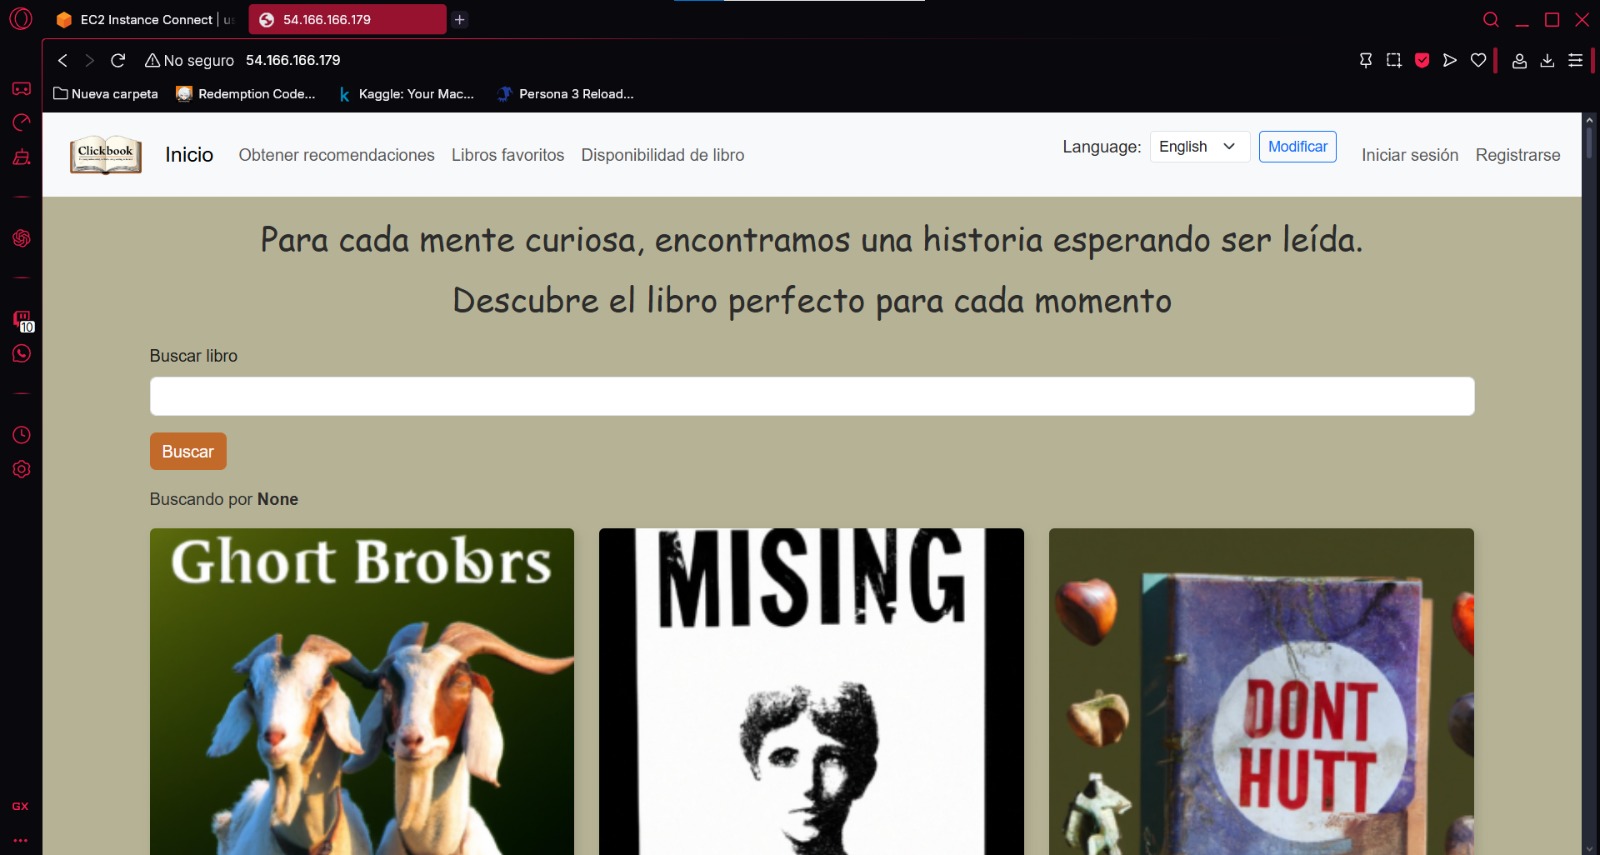 EC2 Instance Connect | u
54.166.166.179
No seguro 54.166.166.179
Nueva carpeta
Redemption Code...
Kaggle: Your Mac...
Persona 3 Reload...
Clickbook
Inicio
Obtener recomendaciones
Libros favoritos
Disponibilidad de libro
Language:
English
Modificar
Iniciar sesión
Registrarse
Para cada mente curiosa, encontramos una historia esperando ser leída.
Descubre el libro perfecto para cada momento
Buscar libro
Buscar
Buscando por None
Ghort Brobrs
MISING
DONT
HUTT
10
GX